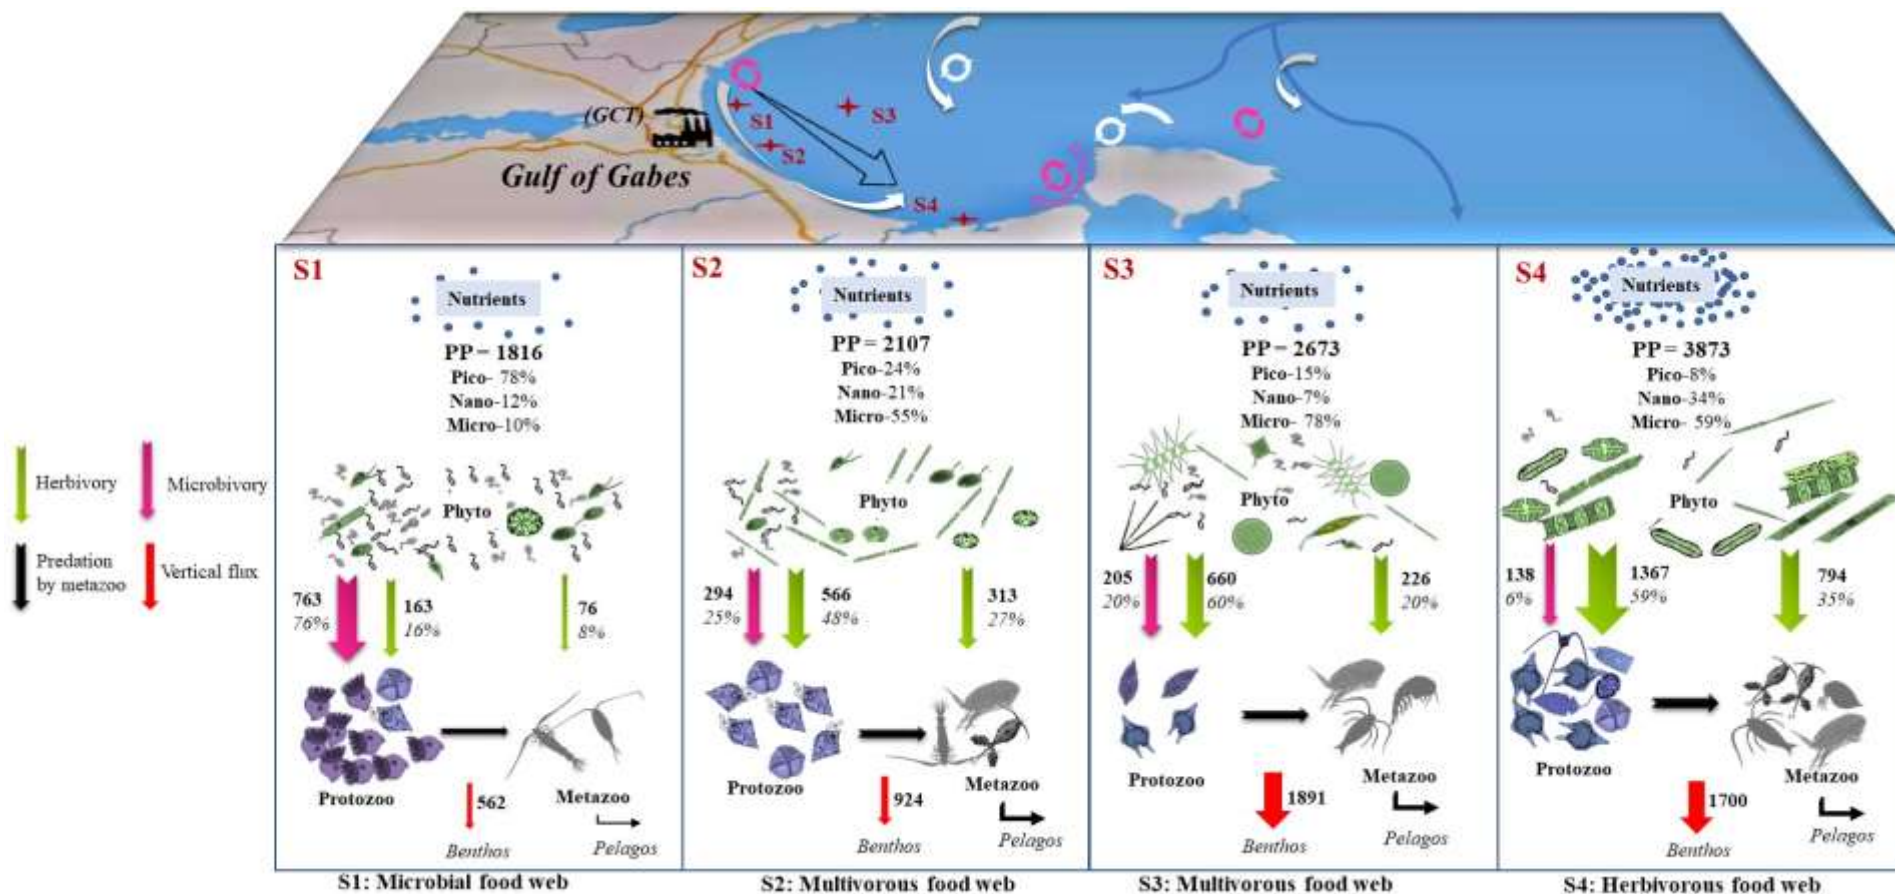 (GCT)
S1
S3
S2
Gulf of Gabes
S4
Herbivory
Microbivory
Predation
by metazoo
Vertical flux
S1
Nutrients
PP – 1816
Pico- 78%
Nano-12%
Micro-10%
Phyto
763
76%
163
16%
76
8%
Protozoo
Metazoo
562
Benthos
Pelagos
S1: Microbial food web
S2
Nutrients
PP = 2107
Pico-24%
Nano-21%
Micro-55%
Phyto
294
25%
566
48%
313
27%
Protozoo
Metazoo
924
Benthos
Pelagos
S2: Multivorous food web
S3
Nutrients
PP = 2673
Pico-15%
Nano-7%
Micro- 78%
Phyto
205
20%
660
60%
226
20%
Protozoo
Metazoo
1891
Benthos
Pelagos
S3: Multivorous food web
S4
Nutrients
PP = 3873
Pico-8%
Nano-34%
Micro- 59%
Phyto
138
6%
1367
59%
794
35%
Protozoo
Metazoo
1700
Benthos
Pelagos
S4: Herbivorous food web